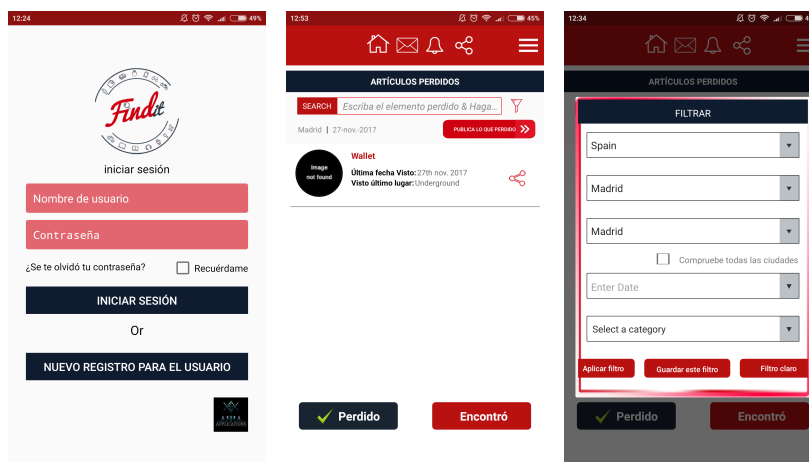 12:24
49%
Findit
iniciar sesión
Nombre de usuario
Contraseña
¿Se te olvidó tu contraseña?
Recuérdame
INICIAR SESIÓN
Or
NUEVO REGISTRO PARA EL USUARIO
APPLICATIONS
12:53
45%
ARTÍCULOS PERDIDOS
SEARCH
Escriba el elemento perdido & Haga...
Madrid | 27-nov.-2017
PUBLICA LO QUE PERDIDO
Image
not found
Wallet
Última fecha Visto: 27th nov. 2017
Visto último lugar: Underground
Perdido
Encontró
12:34
ARTÍCULOS PERDIDOS
FILTRAR
Spain
Madrid
Madrid
Compruebe todas las ciudades
Enter Date
Select a category
Aplicar filtro
Guardar este filtro
Filtro claro
Perdido
Encontró